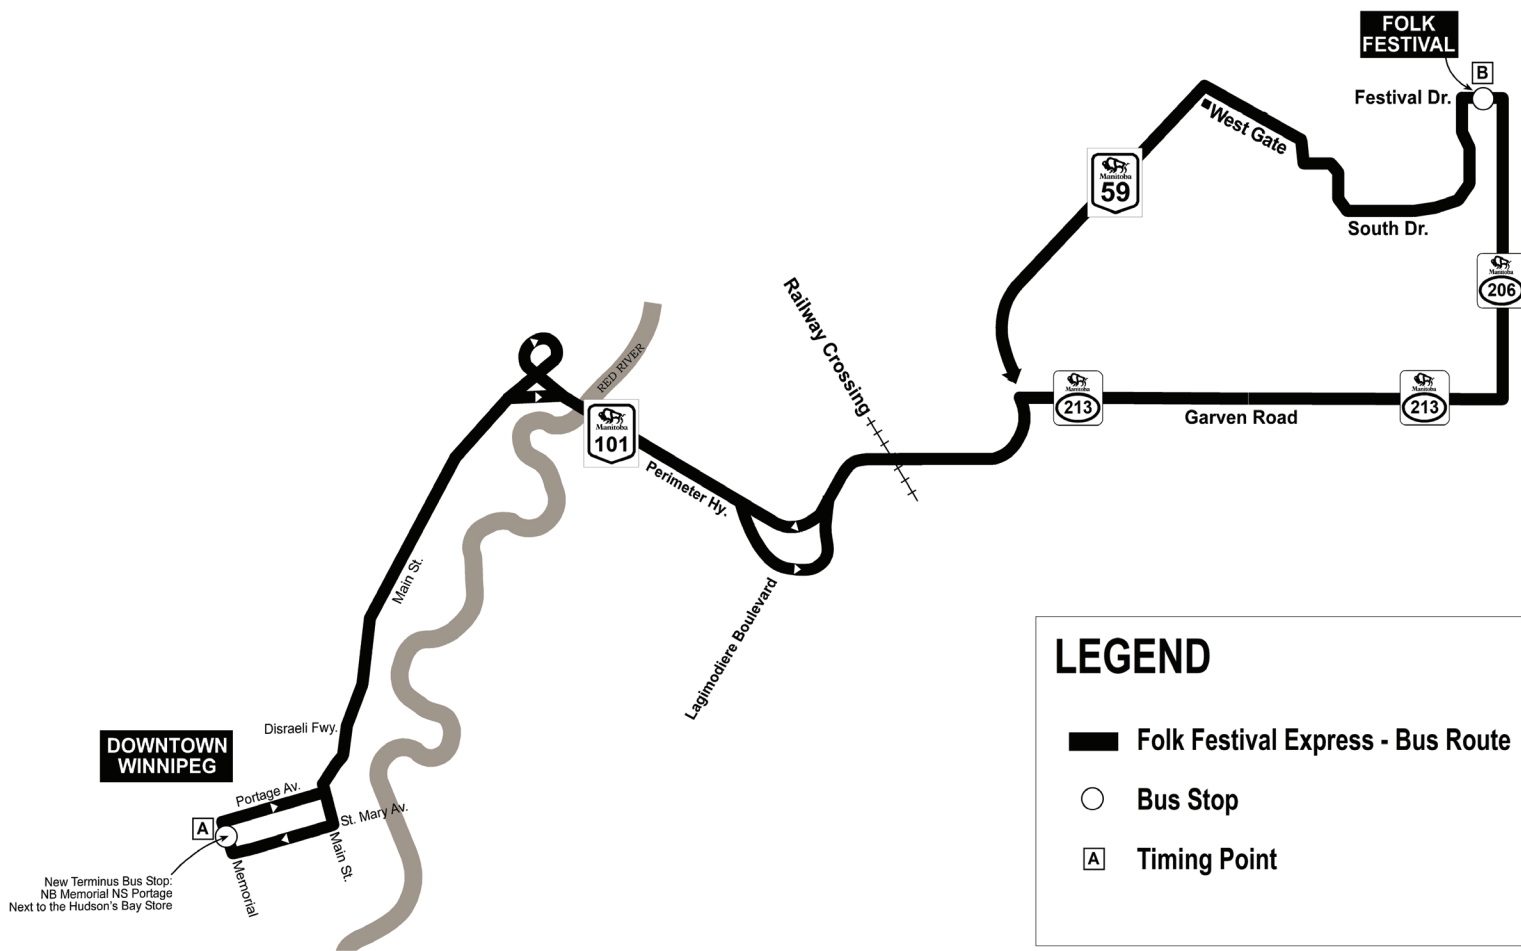 FOLK
FESTIVAL
B
Festival Dr.
West Gate
Manitoba
59
South Dr.
Manitoba
206
Railway Crossing
RED RIVER
Manitoba
213
Manitoba
213
Garven Road
Manitoba
101
Perimeter Hy.
Main St.
Lagimodiere Boulevard
Disraeli Fwy.
DOWNTOWN
WINNIPEG
Portage Av.
St. Mary Av.
A
Main St.
Memorial
New Terminus Bus Stop:
NB Memorial NS Portage
Next to the Hudson's Bay Store
LEGEND
Folk Festival Express - Bus Route
Bus Stop
A
Timing Point